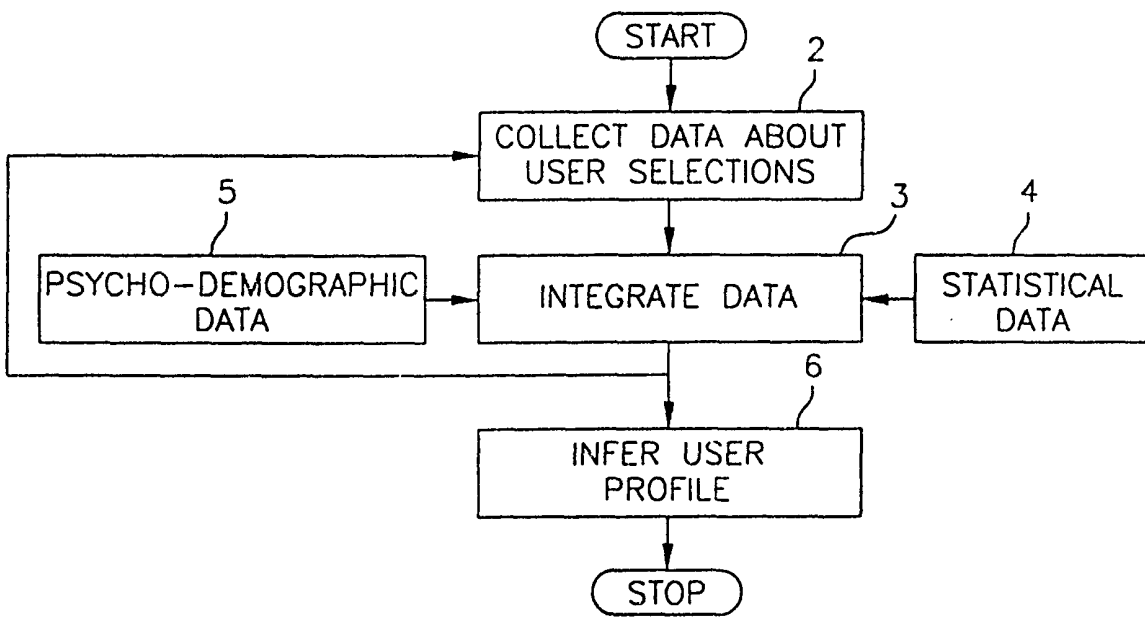 START
2
COLLECT DATA ABOUT
USER SELECTIONS
5
PSYCHO-DEMOGRAPHIC
DATA
3
INTEGRATE DATA
4
STATISTICAL
DATA
6
INFER USER
PROFILE
STOP